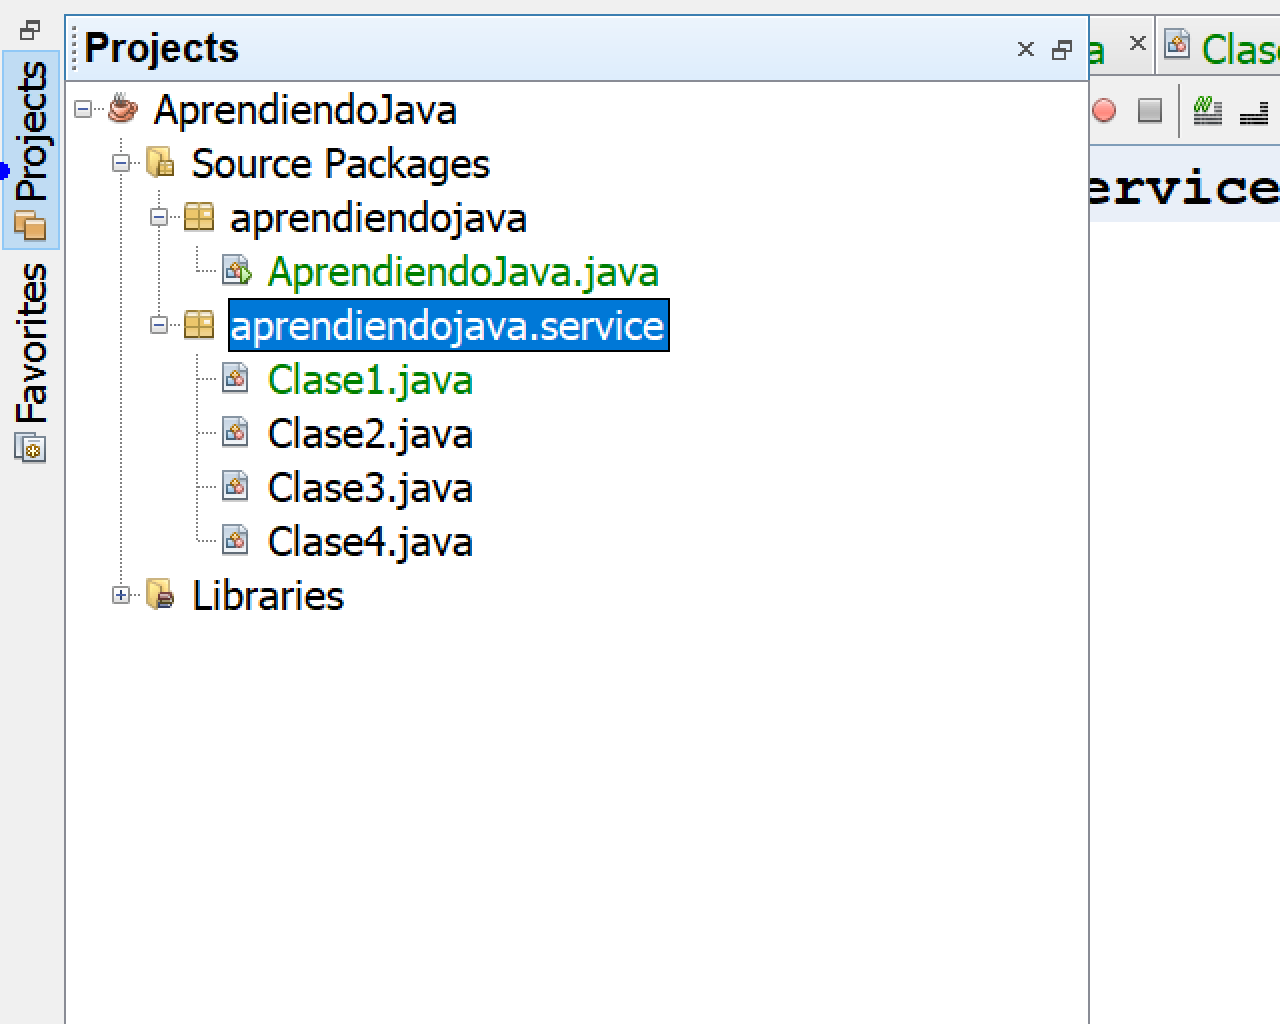 Projects
Favorites
Projects
AprendiendoJava
Source Packages
aprendiendojava
AprendiendoJava.java
aprendiendojava.service
Clase1.java
Clase2.java
Clase3.java
Clase4.java
Libraries
a
Clase
ervice